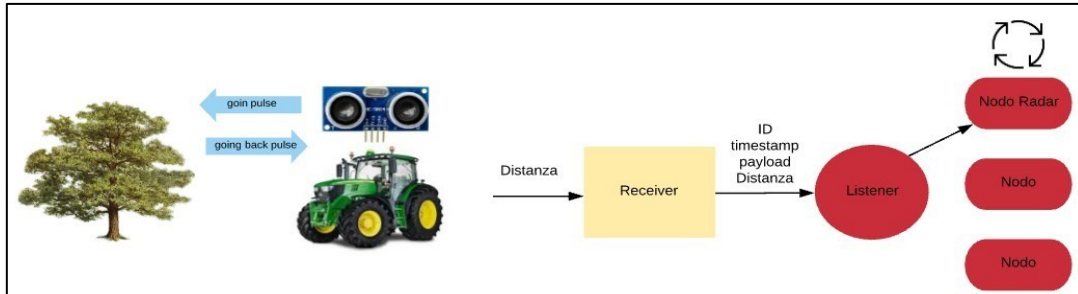 goin pulse
going back pulse
Distanza
Receiver
ID
timestamp
payload
Distanza
Listener
Nodo Radar
Nodo
Nodo